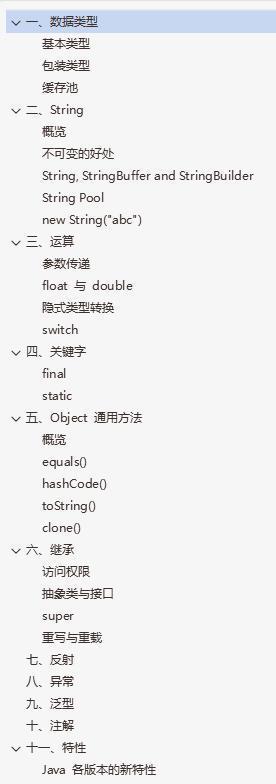 一、数据类型
基本类型
包装类型
缓存池
二、String
概览
不可变的好处
String, StringBuffer and StringBuilder
String Pool
new String("abc")
三、运算
参数传递
float 与 double
隐式类型转换
switch
四、关键字
final
static
五、Object 通用方法
概览
equals()
hashCode()
toString()
clone()
六、继承
访问权限
抽象类与接口
super
重写与重载
七、反射
八、异常
九、泛型
十、注解
十一、特性
Java 各版本的新特性